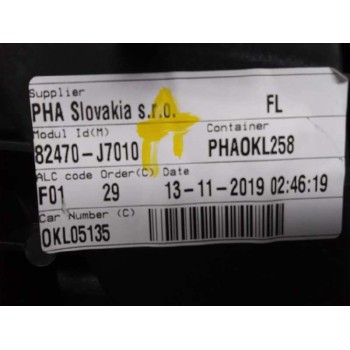 Supplier
PHA Slovakia s.r.o. FL
Modul Id(M) Container
82470-J7010 PHAOKL258
ALC code Order(C) Date
F01 29 13-11-2019 02:46:19
Car Number (C)
OKL05135